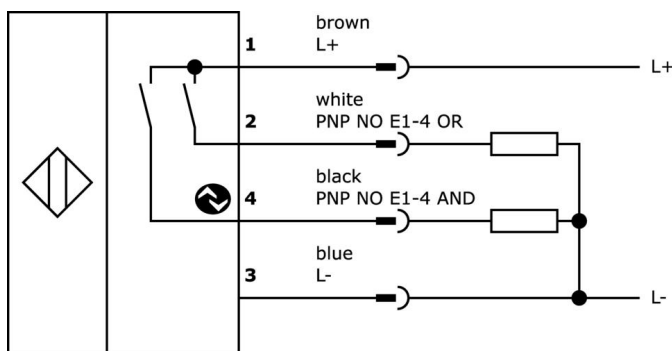 brown
1 L+
L+
white
2 PNP NO E1-4 OR
black
4 PNP NO E1-4 AND
blue
3 L-
L-